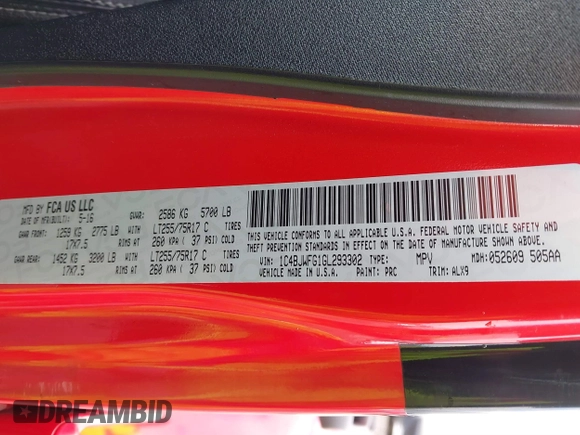 MFD BY FCA US LLC
DATE OF MFR(BUILT): 5-16
GVWR: 2586 KG 5700 LB
GAWR FRONT: 1259 KG 2775 LB WITH LT255/75R17 C TIRES
17X7.5 RIMS AT 260 KPA ( 37 PSI) COLD
GAWR REAR: 1452 KG 3200 LB WITH LT255/75R17 C TIRES
17X7.5 RIMS AT 260 KPA ( 37 PSI) COLD
THIS VEHICLE CONFORMS TO ALL APPLICABLE U.S.A. FEDERAL MOTOR VEHICLE SAFETY AND
THEFT PREVENTION STANDARDS IN EFFECT ON THE DATE OF MANUFACTURE SHOWN ABOVE.
VIN: 1C4BJWFG1GL293302 TYPE: MPV MDH: 052609 505AA
VEHICLE MADE IN U.S.A. PAINT: PRC TRIM: ALX9
DREAMBID